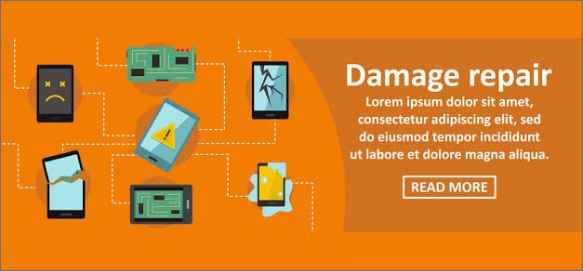 Damage repair
Lorem ipsum dolor sit amet,
consectetur adipiscing elit, sed
do eiusmod tempor incididunt
ut labore et dolore magna aliqua.
READ MORE